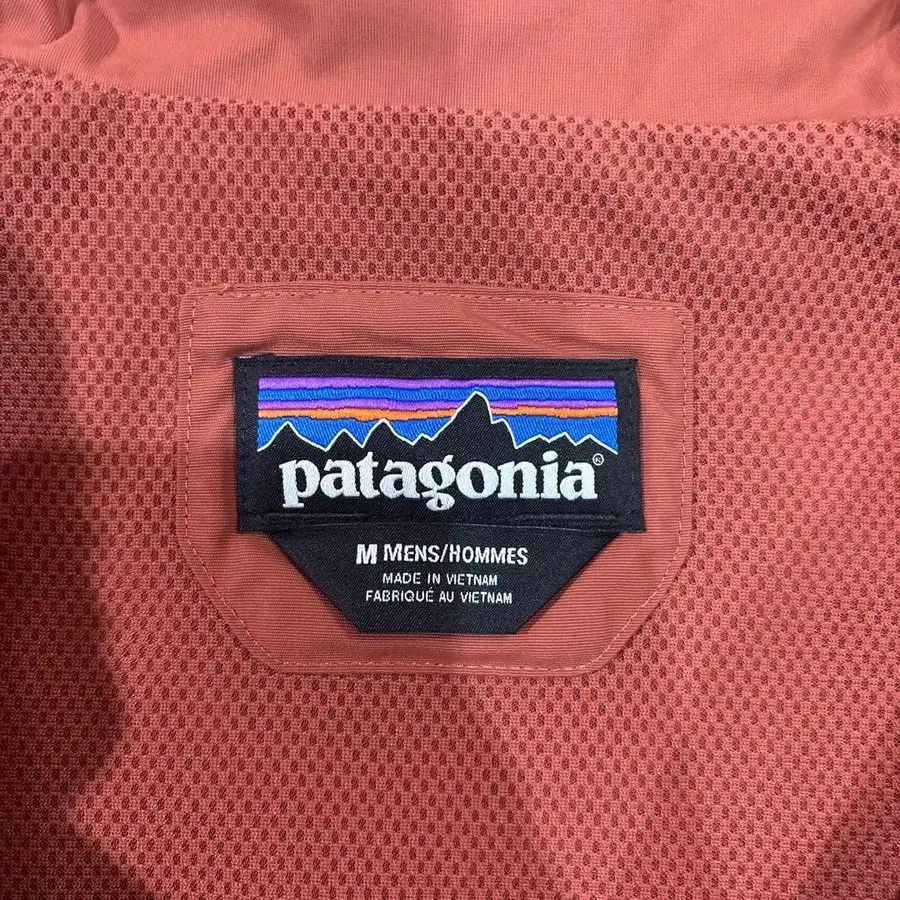 patagonia®
M MENS/HOMMES
MADE IN VIETNAM
FABRIQUÉ AU VIETNAM